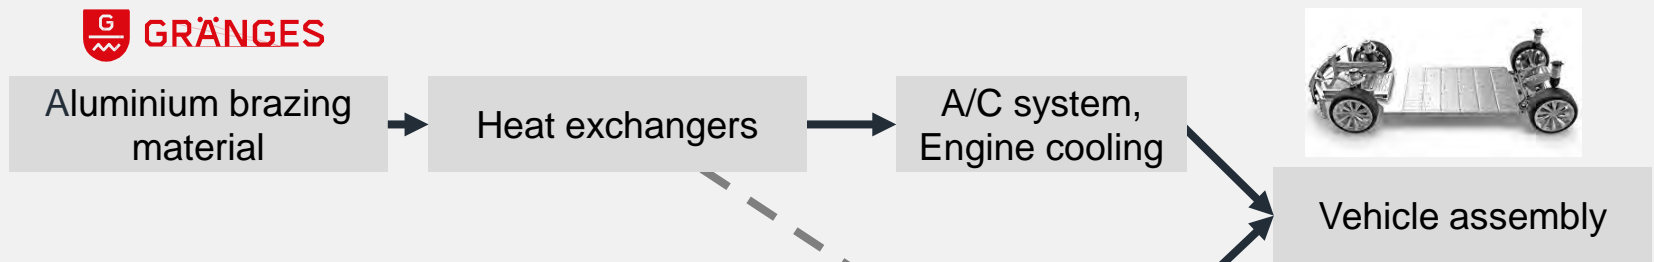 GRÄNGES
G
Aluminium brazing
material
Heat exchangers
A/C system,
Engine cooling
Vehicle assembly